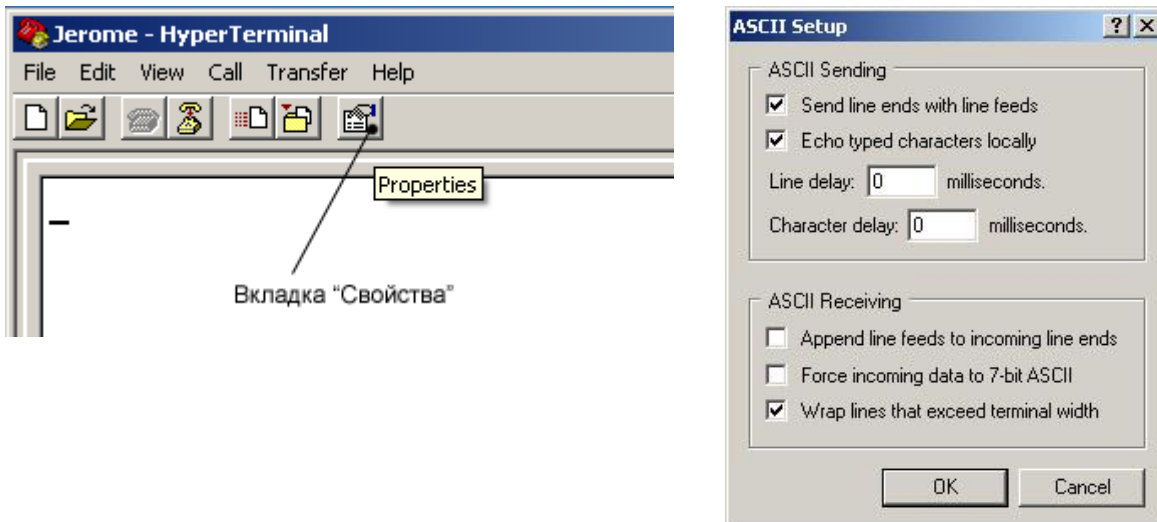 Jerome - HyperTerminal
File Edit View Call Transfer Help
Properties
Вкладка “Свойства”
ASCII Setup
ASCII Sending
Send line ends with line feeds
Echo typed characters locally
Line delay: 0 milliseconds.
Character delay: 0 milliseconds.
ASCII Receiving
Append line feeds to incoming line ends
Force incoming data to 7-bit ASCII
Wrap lines that exceed terminal width
OK Cancel